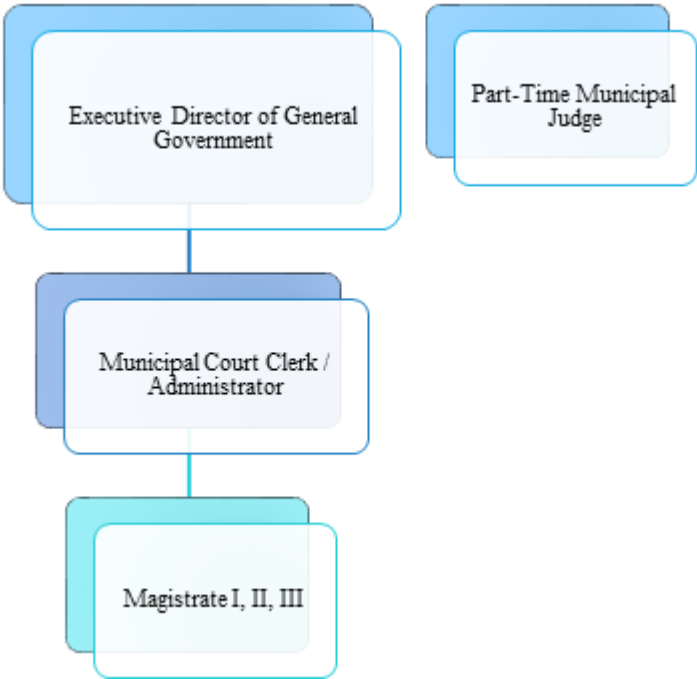 Executive Director of General
Government
Part-Time Municipal
Judge
Municipal Court Clerk /
Administrator
Magistrate I, II, III